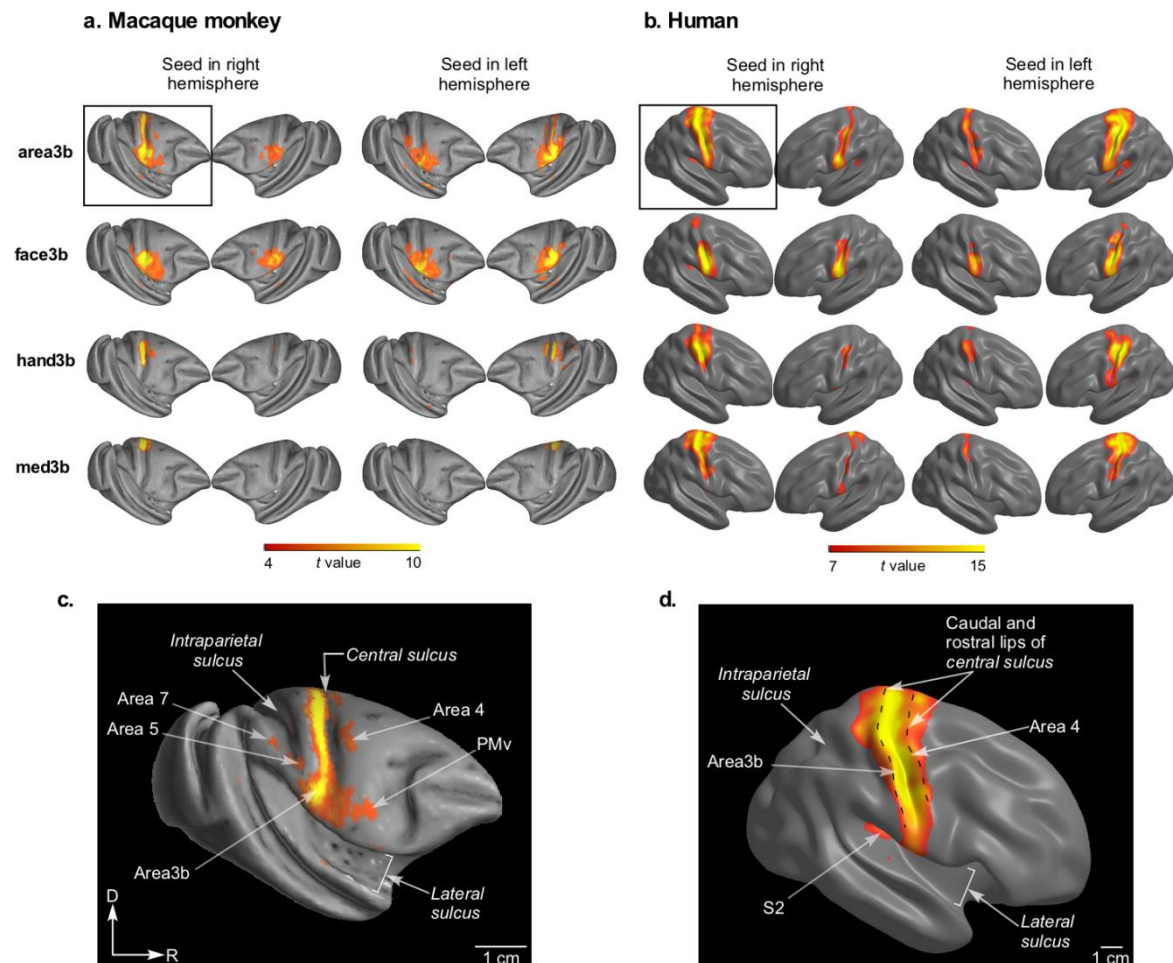 a. Macaque monkey
Seed in right
hemisphere
Seed in left
hemisphere
area3b
face3b
hand3b
med3b
4
10
t value
b. Human
Seed in right
hemisphere
Seed in left
hemisphere
7
15
t value
c.
Intraparietal
sulcus
Central sulcus
Area 7
Area 5
Area 4
PMv
Area3b
Lateral
sulcus
D
R
1 cm
d.
Caudal and
rostral lips of
central sulcus
Intraparietal
sulcus
Area 4
Area3b
S2
Lateral
sulcus
1 cm